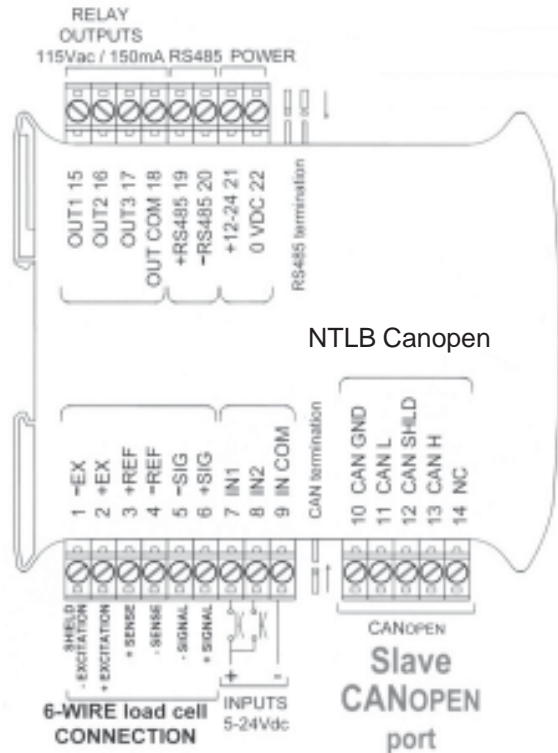 RELAY
OUTPUTS
115Vac / 150mA RS485 POWER
OUT1 15
OUT2 16
OUT3 17
OUT COM 18
+RS485 19
−RS485 20
+12-24 21
0 VDC 22
RS485 termination
NTLB Canopen
1 -EX
2 +EX
3 +REF
4 -REF
5 -SIG
6 +SIG
7 IN1
8 IN2
9 IN COM
CAN termination
10 CAN GND
11 CAN L
12 CAN SHLD
13 CAN H
14 NC
SHIELD
- EXCITATION
+ EXCITATION
+ SENSE
- SENSE
- SIGNAL
+ SIGNAL
+ -
6-WIRE load cell
CONNECTION
INPUTS
5-24Vdc
CANOPEN
Slave
CANOPEN
port